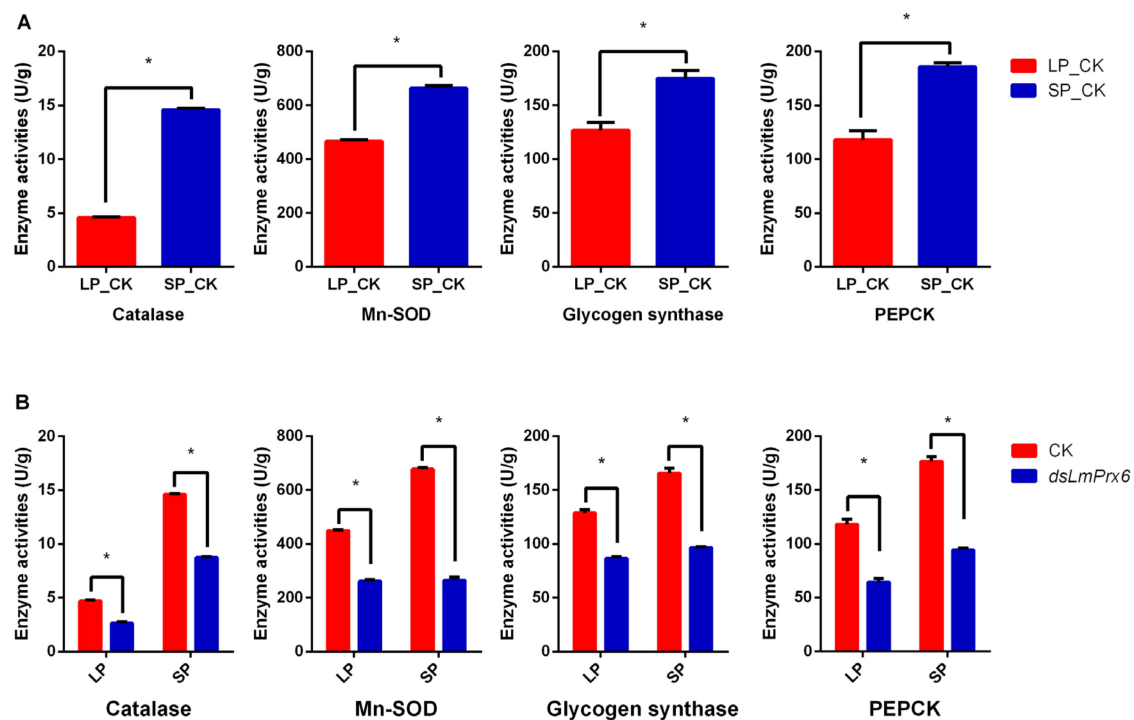 A
Enzyme activities (U/g)
20
15
10
5
0
*
LP_CK SP_CK
Catalase
Enzyme activities (U/g)
800
600
400
200
0
*
LP_CK SP_CK
Mn-SOD
Enzyme activities (U/g)
200
150
100
50
0
*
LP_CK SP_CK
Glycogen synthase
Enzyme activities (U/g)
200
150
100
50
0
*
LP_CK SP_CK
PEPCK
LP_CK
SP_CK
B
Enzyme activities (U/g)
20
15
10
5
0
*
*
LP SP
Catalase
Enzyme activities (U/g)
800
600
400
200
0
*
*
LP SP
Mn-SOD
Enzyme activities (U/g)
200
150
100
50
0
*
*
LP SP
Glycogen synthase
Enzyme activities (U/g)
200
150
100
50
0
*
*
LP SP
PEPCK
CK
dsLmPrx6